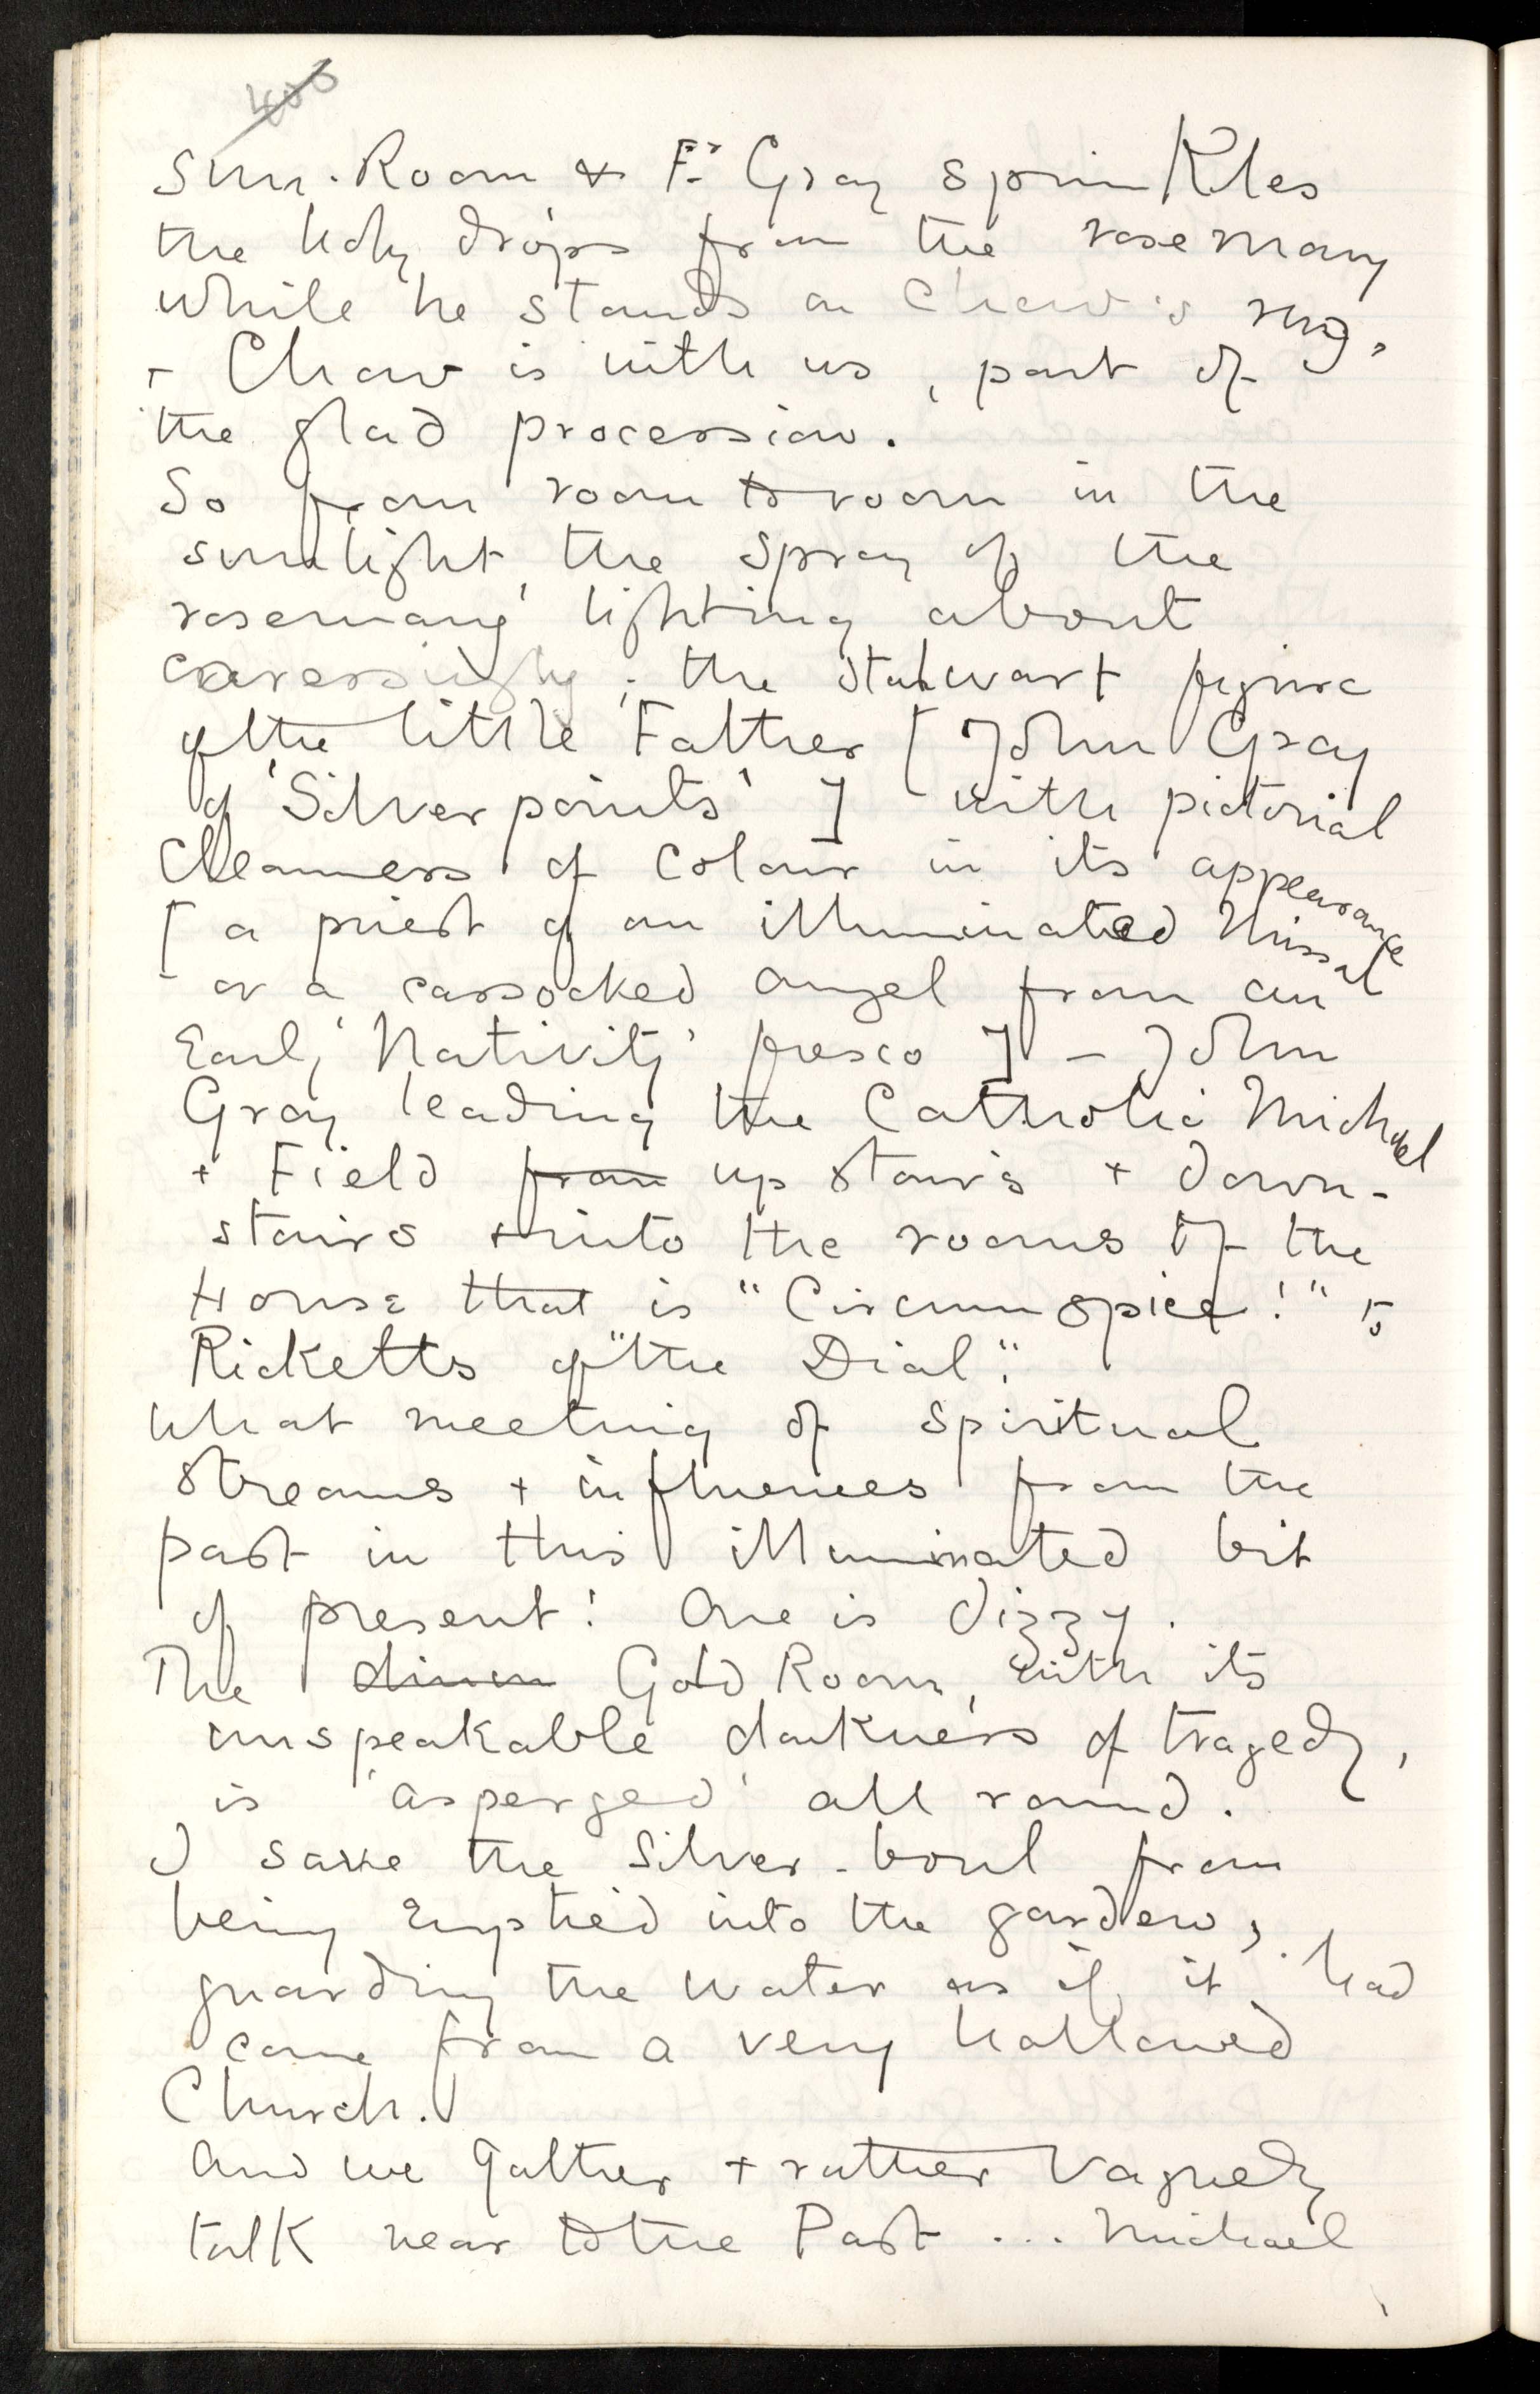 Sun-Room & Fr Gray sprinkles
the holy drops from the rosemary
while he stands on Chow's rug,
+ Chow is with us, part of
the glad procession.
So from room to room in the
sunlight, the spray of the
rosemary lighting about
caressingly; the stalwart figure
of the little Father [John Gray
of 'Silverpoints'] with pictorial
cleanness of colour in its appearance
[a priest of an illuminated Missal
or a cassocked angel from an
Early 'Nativity' fresco] – John
Gray leading the Catholic Michael
+ Field from up stairs + down-
stairs + into the rooms of the
House that is "Circumspice!" to
Ricketts of "the Dial".
What meeting of spiritual
streams + influences from the
past in this illuminated bit
of present! One is dizzy.
The Gold Room, with its
unspeakable darkness of tragedy,
is 'asperged' all round.
I save the silver-bowl from
being emptied into the garden,
guarding the water as if it had
come from a very hallowed
Church.
And we gather + rather vaguely
talk near to the Past ... Michael